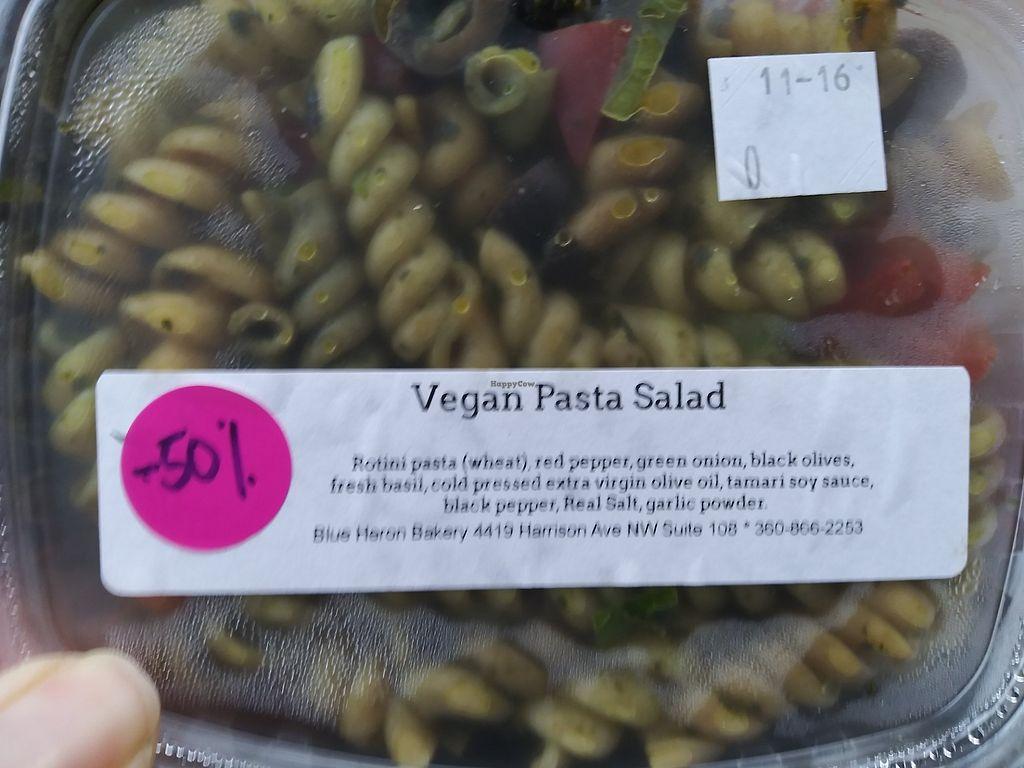 11-16
0
HappyCow
Vegan Pasta Salad
-50%
Rotini pasta (wheat), red pepper, green onion, black olives,
fresh basil, cold pressed extra virgin olive oil, tamari soy sauce,
black pepper, Real Salt, garlic powder.
Blue Heron Bakery 4419 Harrison Ave NW Suite 108 * 360-866-2253